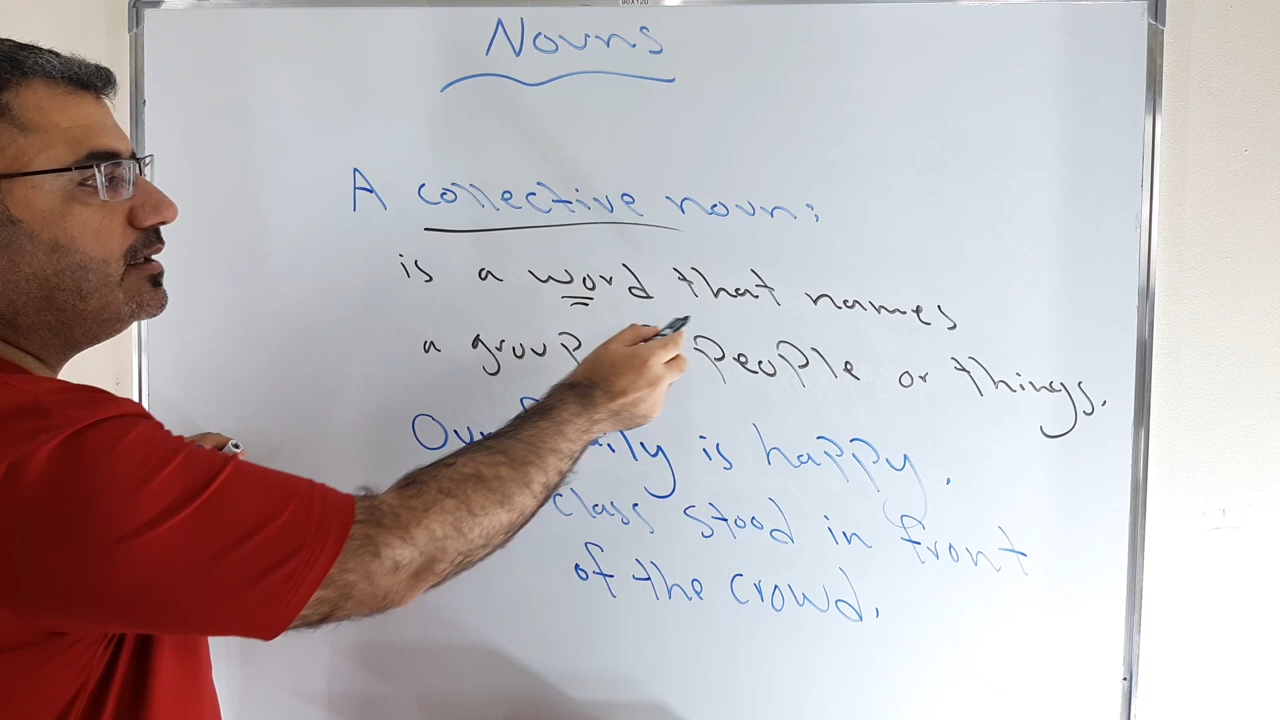 90X120
Nouns
A collective noun:
is a word that names
a group people or things.
is happy.
class stood in front
of the crowd.